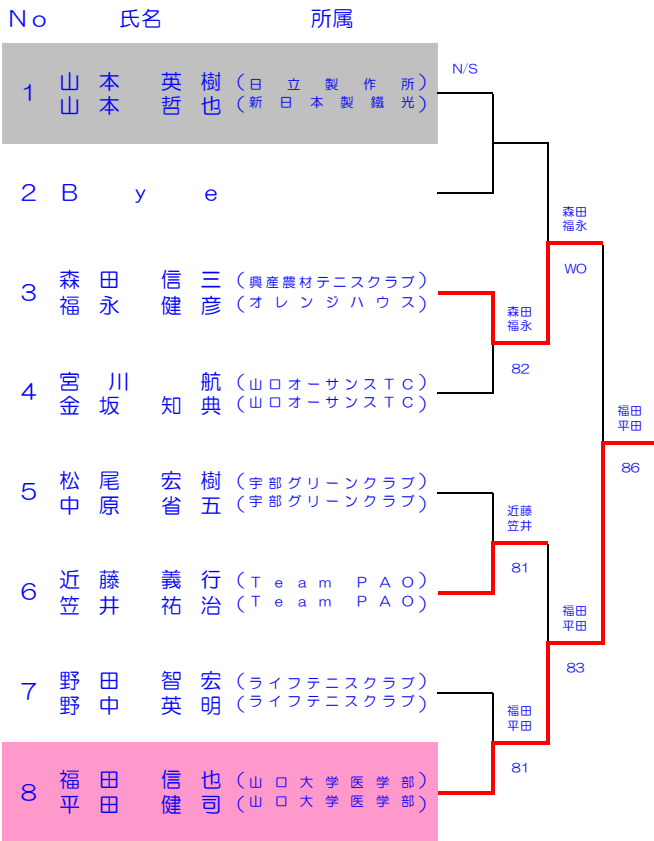 No 氏名 所属
N/S
1 山本 英樹 (日立製作所)
山本 哲也 (新日本製鐵光)
2 Bye
森田
福永
WO
3 森田 信三 (興産農材テニスクラブ)
福永 健彦 (オレンジハウス)
森田
福永
82
4 宮川 航 (山口オーサンスTC)
金坂 知典 (山口オーサンスTC)
福田
平田
86
5 松尾 宏樹 (宇部グリーンクラブ)
中原 省五 (宇部グリーンクラブ)
近藤
笠井
81
6 近藤 義行 (Team PAO)
笠井 祐治 (Team PAO)
福田
平田
83
7 野田 智宏 (ライフテニスクラブ)
野中 英明 (ライフテニスクラブ)
福田
平田
81
8 福田 信也 (山口大学医学部)
平田 健司 (山口大学医学部)